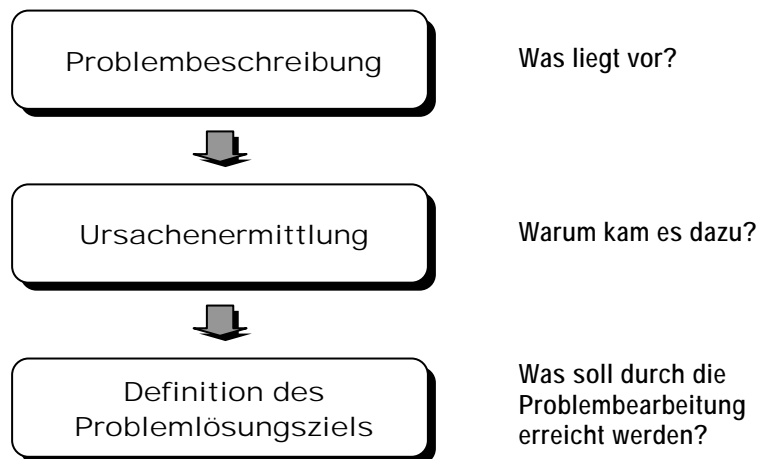 Problembeschreibung
Was liegt vor?
Ursachenermittlung
Warum kam es dazu?
Definition des
Problemlösungsziels
Was soll durch die
Problembearbeitung
erreicht werden?